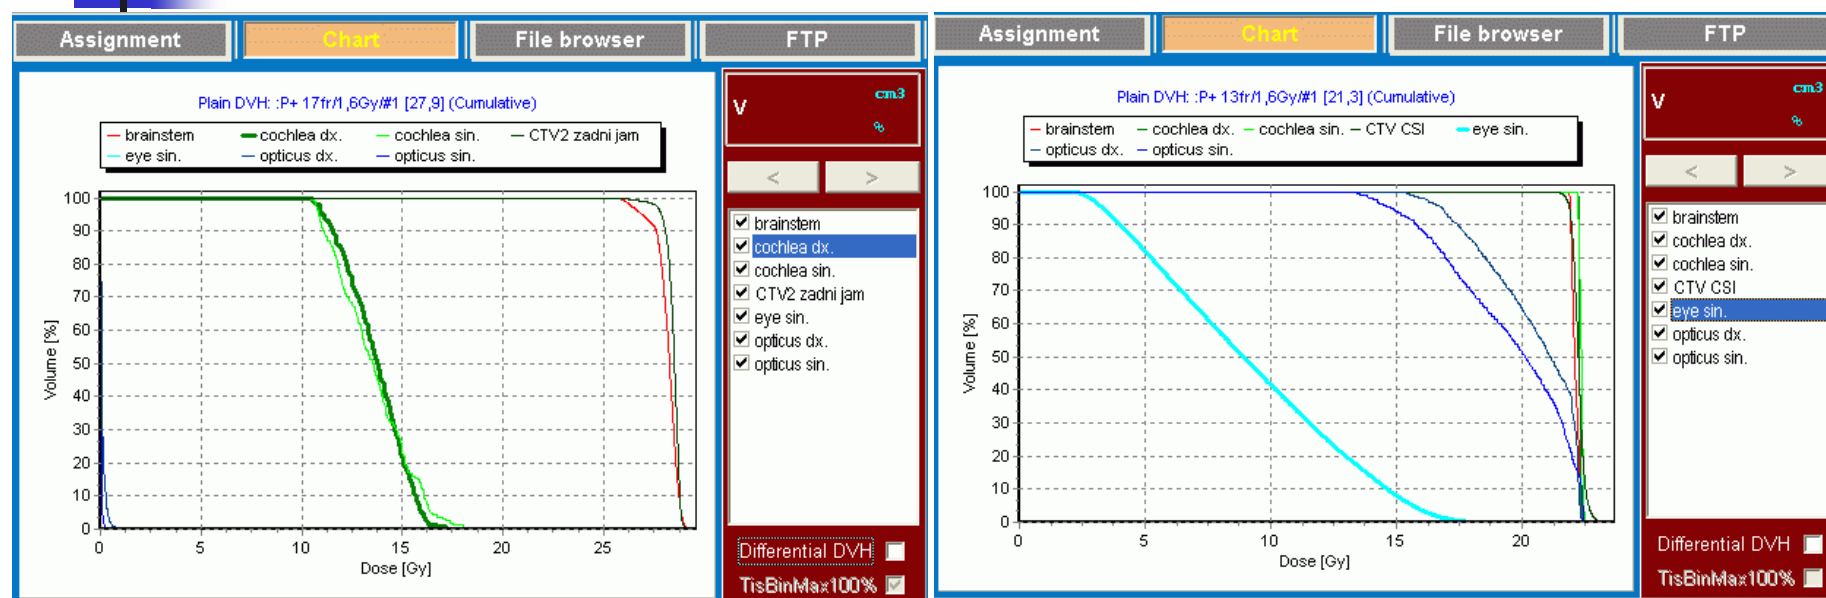 Assignment Chart File browser FTP
Plain DVH: :P+ 17fr/1,6Gy/#1 [27,9] (Cumulative)
brainstem cochlea dx. cochlea sin. CTV2 zadni jam
eye sin. opticus dx. opticus sin.
100
90
80
70
60
50
40
30
20
10
0
Volume [%]
0 5 10 15 20 25
Dose [Gy]
V cm3
%
< >
brainstem
cochlea dx.
cochlea sin.
CTV2 zadni jam
eye sin.
opticus dx.
opticus sin.
Differential DVH
TisBinMax100%
Assignment Chart File browser FTP
Plain DVH: :P+ 13fr/1,6Gy/#1 [21,3] (Cumulative)
brainstem cochlea dx. cochlea sin. CTV CSI eye sin.
opticus dx. opticus sin.
100
90
80
70
60
50
40
30
20
10
0
Volume [%]
0 5 10 15 20
Dose [Gy]
V cm3
%
< >
brainstem
cochlea dx.
cochlea sin.
CTV CSI
eye sin.
opticus dx.
opticus sin.
Differential DVH
TisBinMax100%